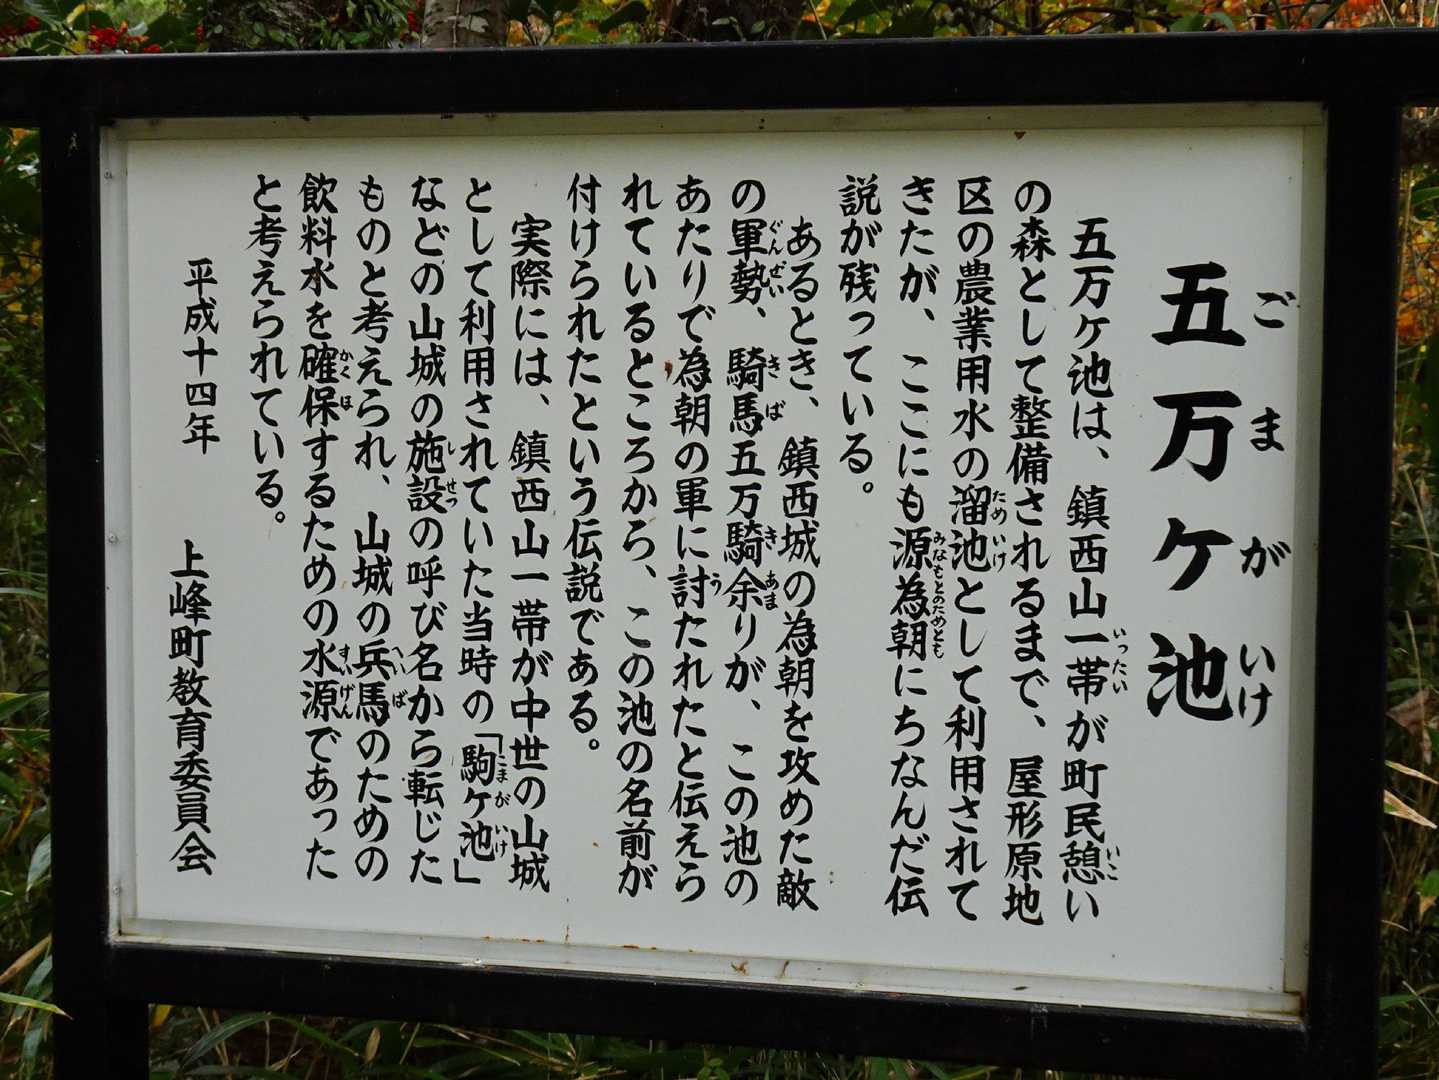 五万ケ池
ごまがいけ
五万ケ池は、鎮西山一帯が町民憩い
の森として整備されるまで、屋形原地
区の農業用水の溜池として利用されて
きたが、ここにも源為朝にちなんだ伝
説が残っている。
あるとき、鎮西城の為朝を攻めた敵
の軍勢、騎馬五万騎余りが、この池の
あたりで為朝の軍に討たれたと伝えら
れているところから、この池の名前が
付けられたという伝説である。
実際には、鎮西山一帯が中世の山城
として利用されていた当時の「駒ケ池」
などの山城の施設の呼び名から転じた
ものと考えられ、山城の兵馬のための
飲料水を確保するための水源であった
と考えられている。
平成十四年
上峰町教育委員会